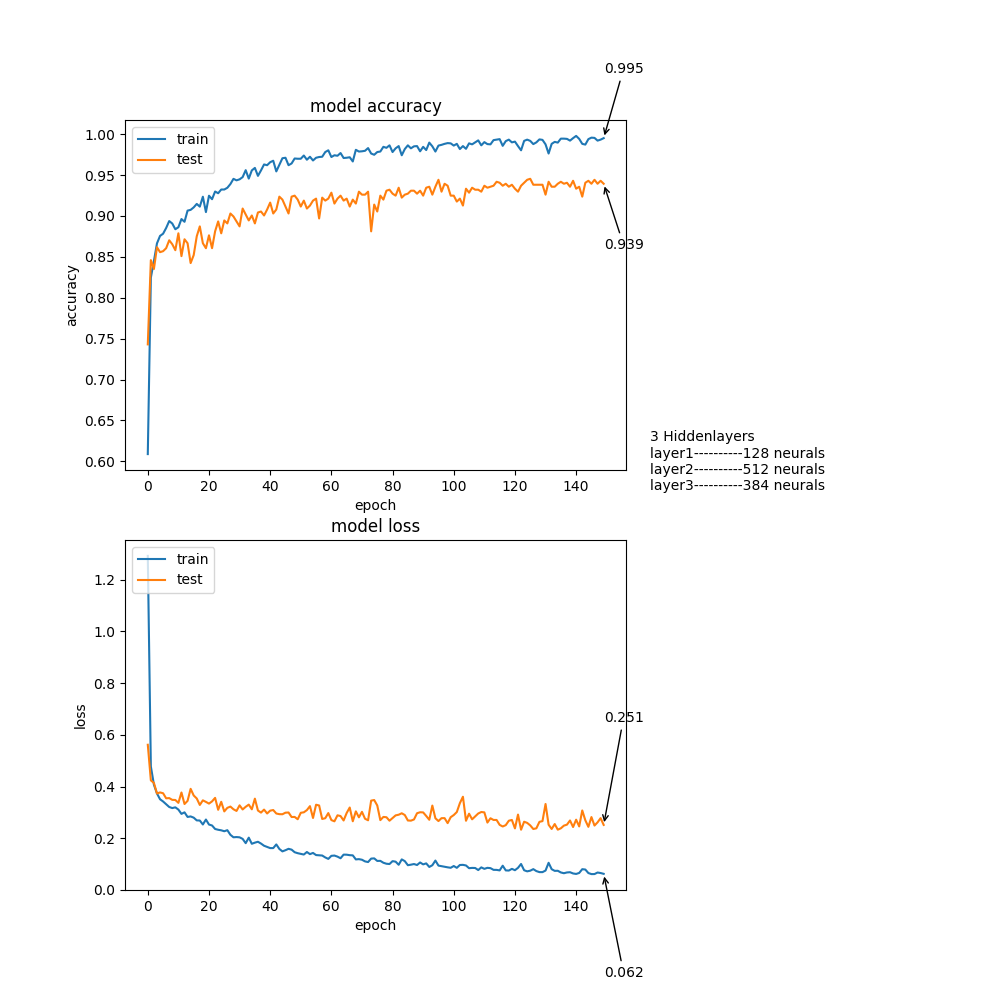 0.995
model accuracy
train
test
1.00
0.95
0.90
0.85
0.80
0.75
0.70
0.65
0.60
accuracy
0.939
0 20 40 60 80 100 120 140
epoch
3 Hiddenlayers
layer1----------128 neurals
layer2----------512 neurals
layer3----------384 neurals
model loss
train
test
1.2
1.0
0.8
0.6
0.4
0.2
0.0
loss
0.251
0 20 40 60 80 100 120 140
epoch
0.062